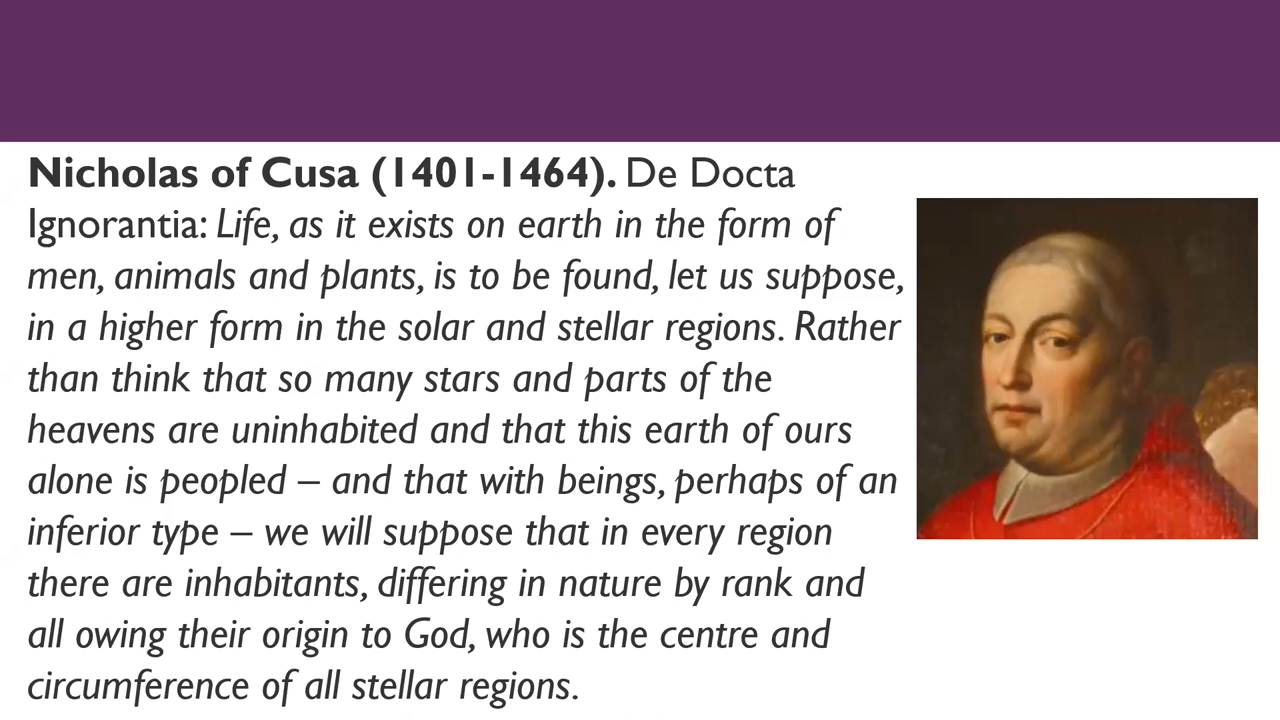 Nicholas of Cusa (1401-1464). De Docta
Ignorantia: Life, as it exists on earth in the form of
men, animals and plants, is to be found, let us suppose,
in a higher form in the solar and stellar regions. Rather
than think that so many stars and parts of the
heavens are uninhabited and that this earth of ours
alone is peopled – and that with beings, perhaps of an
inferior type – we will suppose that in every region
there are inhabitants, differing in nature by rank and
all owing their origin to God, who is the centre and
circumference of all stellar regions.